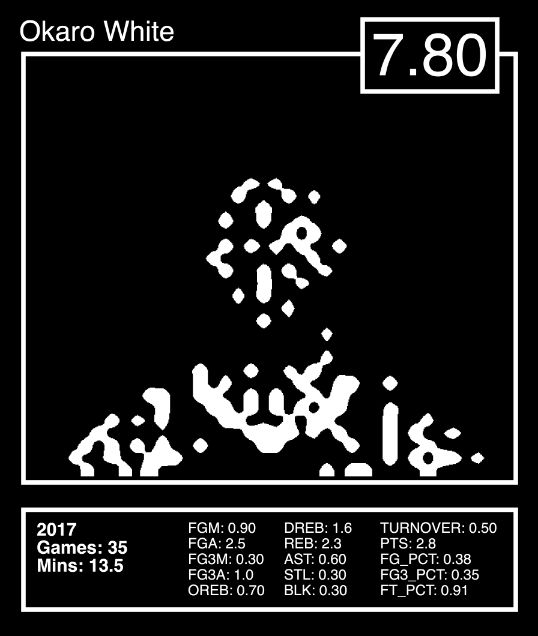 Okaro White
7.80
2017
Games: 35
Mins: 13.5
FGM: 0.90
FGA: 2.5
FG3M: 0.30
FG3A: 1.0
OREB: 0.70
DREB: 1.6
REB: 2.3
AST: 0.60
STL: 0.30
BLK: 0.30
TURNOVER: 0.50
PTS: 2.8
FG_PCT: 0.38
FG3_PCT: 0.35
FT_PCT: 0.91